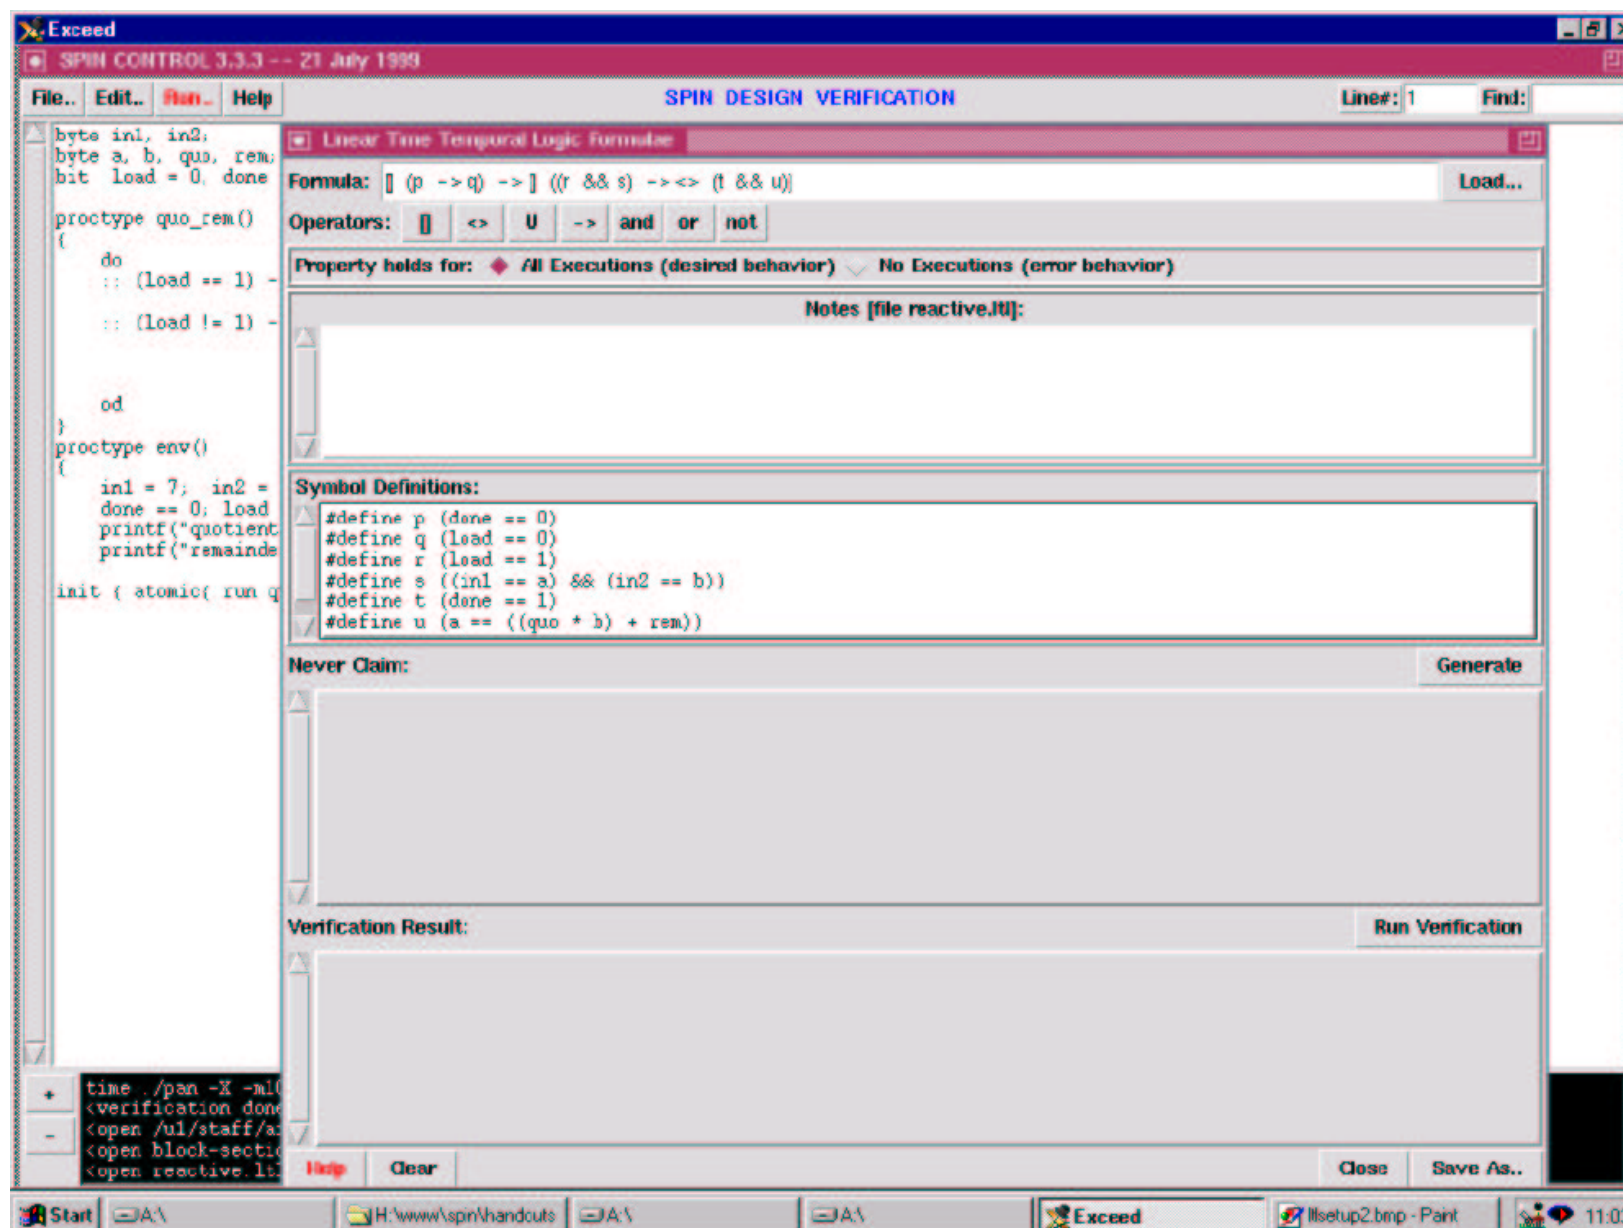 Exceed
SPIN CONTROL 3.3.3 -- 21 July 1999
File.. Edit.. Run.. Help SPIN DESIGN VERIFICATION Line#: 1 Find:
byte in1, in2;
byte a, b, quo, rem;
bit load = 0, done
proctype quo_rem()
{
do
:: (load == 1) -
:: (load != 1) -
od
}
proctype env()
{
in1 = 7; in2 =
done == 0; load
printf("quotient
printf("remainde
init { atomic{ run q
Linear Time Temporal Logic Formulae
Formula: [] (p -> q) -> ] ((r && s) -> <> (t && u)) Load...
Operators: [] <> U -> and or not
Property holds for: All Executions (desired behavior) No Executions (error behavior)
Notes [file reactive.ltl]:
Symbol Definitions:
#define p (done == 0)
#define q (load == 0)
#define r (load == 1)
#define s ((in1 == a) && (in2 == b))
#define t (done == 1)
#define u (a == ((quo * b) + rem))
Never Claim: Generate
Verification Result: Run Verification
+
-
time ./pan -X -m10
<verification done
<open /u1/staff/a
<open block-sectio
<open reactive.lt
Help Clear Close Save As..
Start A:\ H:\www\spin\handouts A:\ A:\ Exceed ltlsetup2.bmp - Paint 11:0